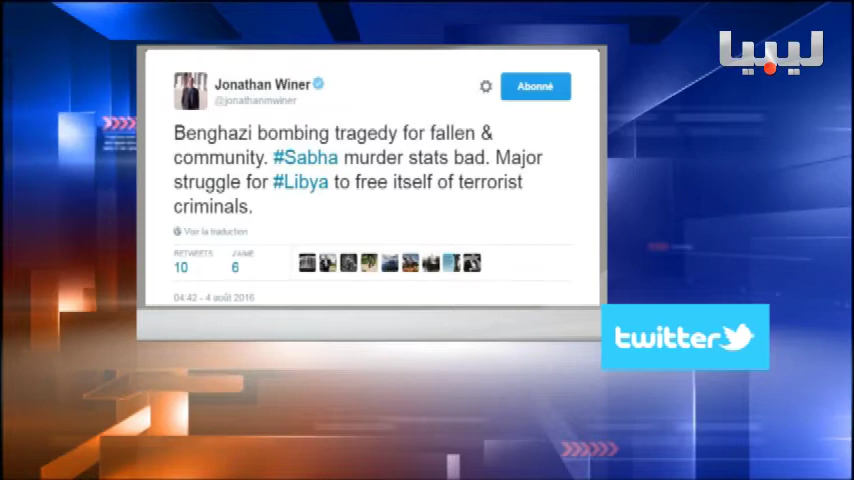 ليبيا
Jonathan Winer
@jonathanmwiner
Abonné
Benghazi bombing tragedy for fallen &
community. #Sabha murder stats bad. Major
struggle for #Libya to free itself of terrorist
criminals.
Voir la traduction
RETWEETS J'AIME
10 6
04:42 - 4 août 2016
twitter